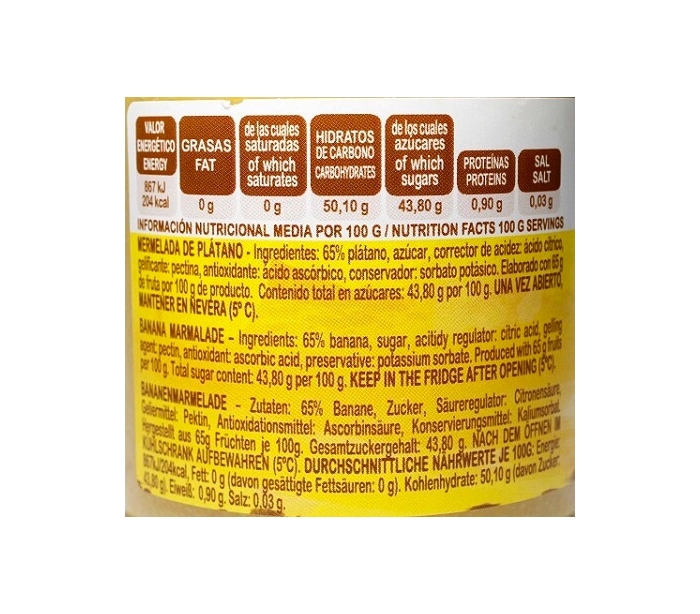 VALOR ENERGÉTICO ENERGY
867 kJ
204 kcal
GRASAS FAT
0 g
de las cuales saturadas of which saturates
0 g
HIDRATOS DE CARBONO CARBOHYDRATES
50,10 g
de los cuales azúcares of which sugars
43,80 g
PROTEÍNAS PROTEINS
0,90 g
SAL SALT
0,03 g
INFORMACIÓN NUTRICIONAL MEDIA POR 100 G / NUTRITION FACTS 100 G SERVINGS
MERMELADA DE PLÁTANO - Ingredientes: 65% plátano, azúcar, corrector de acidez: ácido cítrico,
gelificante: pectina, antioxidante: ácido ascórbico, conservador: sorbato potásico. Elaborado con 65 g
de fruta por 100 g de producto. Contenido total en azúcares: 43,80 g por 100 g. UNA VEZ ABIERTO,
MANTENER EN NEVERA (5º C).
BANANA MARMALADE - Ingredients: 65% banana, sugar, acitidy regulator: citric acid, gelling
agent: pectin, antioxidant: ascorbic acid, preservative: potassium sorbate. Produced with 65 g fruits
per 100 g. Total sugar content: 43,80 g per 100 g. KEEP IN THE FRIDGE AFTER OPENING (5ºC).
BANANENMARMELADE - Zutaten: 65% Banane, Zucker, Säureregulator: Citronensäure,
Geliermittel: Pektin, Antioxidationsmittel: Ascorbinsäure, Konservierungsmittel: Kaliumsorbat.
Hergestellt aus 65g Früchten je 100g. Gesamtzuckergehalt: 43,80 g. NACH DEM ÖFFNEN IM
KÜHLSCHRANK AUFBEWAHREN (5ºC). DURCHSCHNITTLICHE NÄHRWERTE JE 100G: Energie:
867kJ/204kcal, Fett: 0 g (davon gesättigte Fettsäuren: 0 g). Kohlenhydrate: 50,10 g (davon Zucker:
43,80 g). Eiweiß: 0,90 g. Salz: 0,03 g.